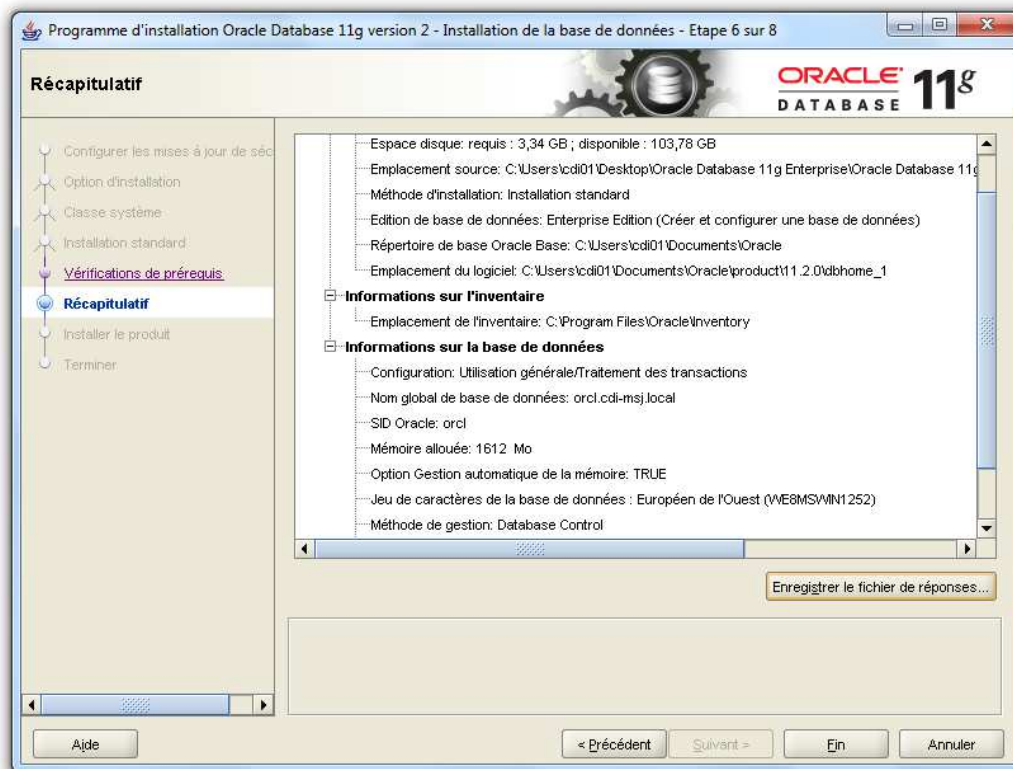 Programme d'installation Oracle Database 11g version 2 - Installation de la base de données - Etape 6 sur 8
Récapitulatif
ORACLE
DATABASE 11g
Configurer les mises à jour de séc
Option d'installation
Classe système
Installation standard
Vérifications de prérequis
Récapitulatif
Installer le produit
Terminer
Espace disque: requis : 3,34 GB ; disponible : 103,78 GB
Emplacement source: C:\Users\cdi01\Desktop\Oracle Database 11g Enterprise\Oracle Database 11g
Méthode d'installation: Installation standard
Edition de base de données: Enterprise Edition (Créer et configurer une base de données)
Répertoire de base Oracle Base: C:\Users\cdi01\Documents\Oracle
Emplacement du logiciel: C:\Users\cdi01\Documents\Oracle\product\11.2.0\dbhome_1
Informations sur l'inventaire
Emplacement de l'inventaire: C:\Program Files\Oracle\Inventory
Informations sur la base de données
Configuration: Utilisation générale/Traitement des transactions
Nom global de base de données: orcl.cdi-msj.local
SID Oracle: orcl
Mémoire allouée: 1612 Mo
Option Gestion automatique de la mémoire: TRUE
Jeu de caractères de la base de données : Européen de l'Ouest (WE8MSWIN1252)
Méthode de gestion: Database Control
Enregistrer le fichier de réponses...
Aide
< Précédent
Suivant >
Fin
Annuler